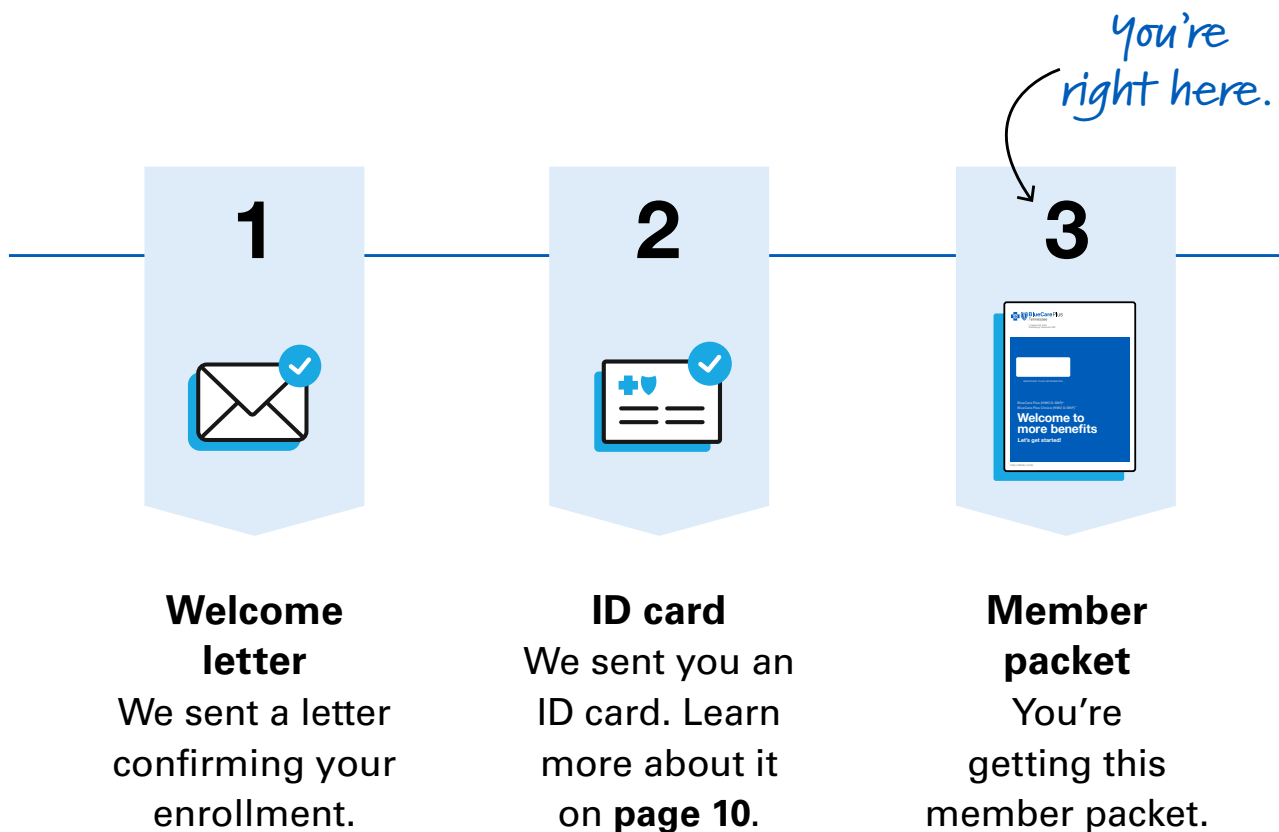 You're
right here.
1
2
3
BlueCarePlus
Tennessee
Welcome to
more benefits
Let's get started!
Welcome
letter
We sent a letter
confirming your
enrollment.
ID card
We sent you an
ID card. Learn
more about it
on page 10.
Member
packet
You're
getting this
member packet.